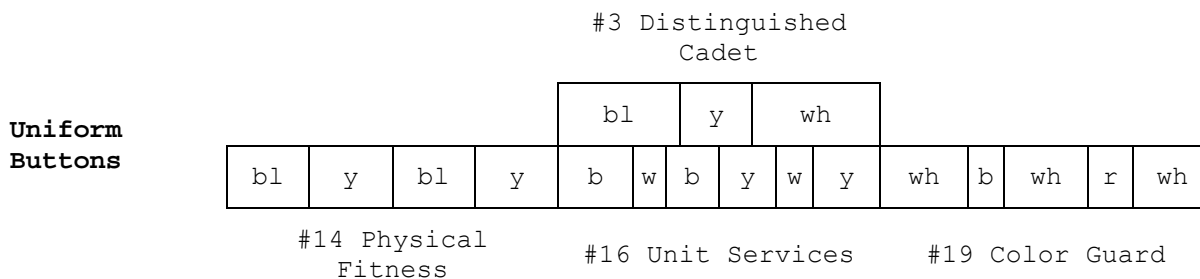 #3 Distinguished
Cadet
Uniform
Buttons
bl y wh
bl y bl y b w b y w y wh b wh r wh
#14 Physical
Fitness
#16 Unit Services
#19 Color Guard